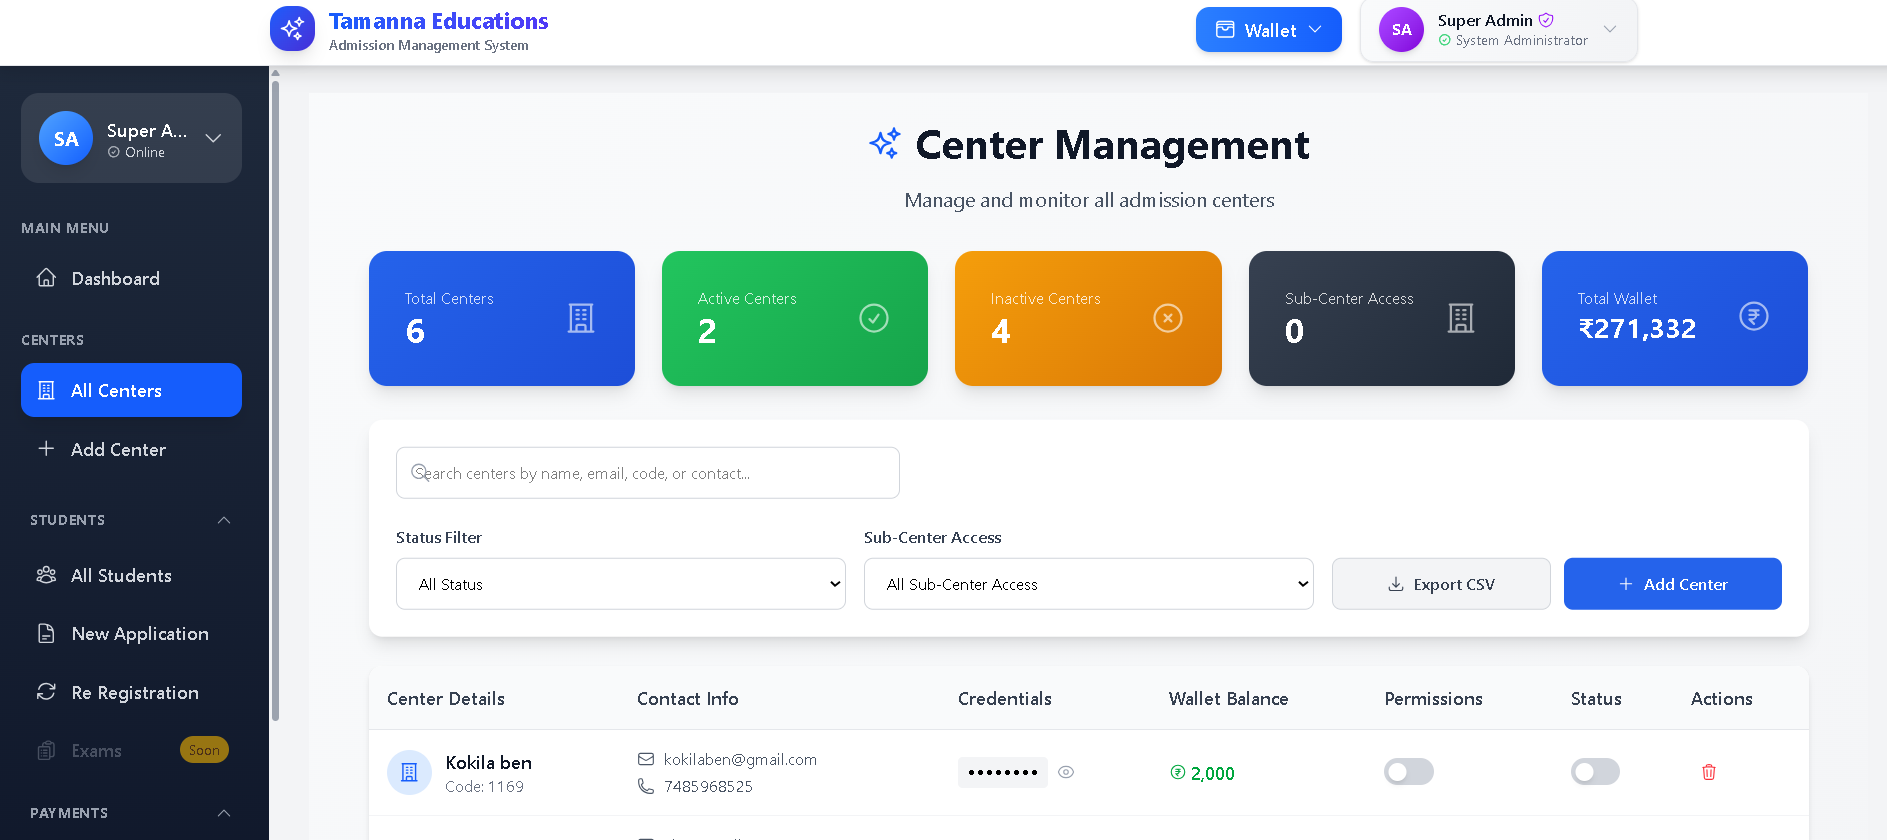 Tamanna Educations
Admission Management System
Wallet
SA
Super Admin
System Administrator
SA
Super A...
Online
MAIN MENU
Dashboard
CENTERS
All Centers
Add Center
STUDENTS
All Students
New Application
Re Registration
Exams
Soon
PAYMENTS
Center Management
Manage and monitor all admission centers
Total Centers
6
Active Centers
2
Inactive Centers
4
Sub-Center Access
0
Total Wallet
₹271,332
Search centers by name, email, code, or contact...
Status Filter
All Status
Sub-Center Access
All Sub-Center Access
Export CSV
Add Center
Center Details Contact Info Credentials Wallet Balance Permissions Status Actions
Kokila ben
Code: 1169
kokilaben@gmail.com
7485968525
••••••••
2,000